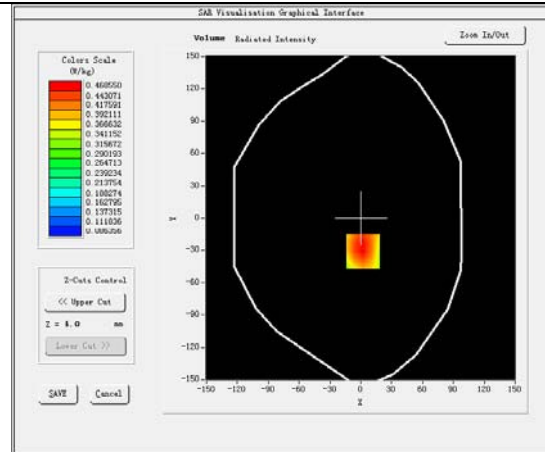 SAR Visualisation Graphical Interface
Volume Radiated Intensity
Zoom In/Out
Colors Scale
(W/kg)
0.468550
0.443071
0.417591
0.392111
0.366632
0.341152
0.315672
0.290193
0.264713
0.239234
0.213754
0.188274
0.162795
0.137315
0.111836
0.086356
Z-Cuts Control
<< Upper Cut
Z = 4.0 mm
Lower Cut >>
SAVE Cancel
150
120
90
60
30
0
-30
-60
-90
-120
-150
Y
-150 -120 -90 -60 -30 0 30 60 90 120 150
X